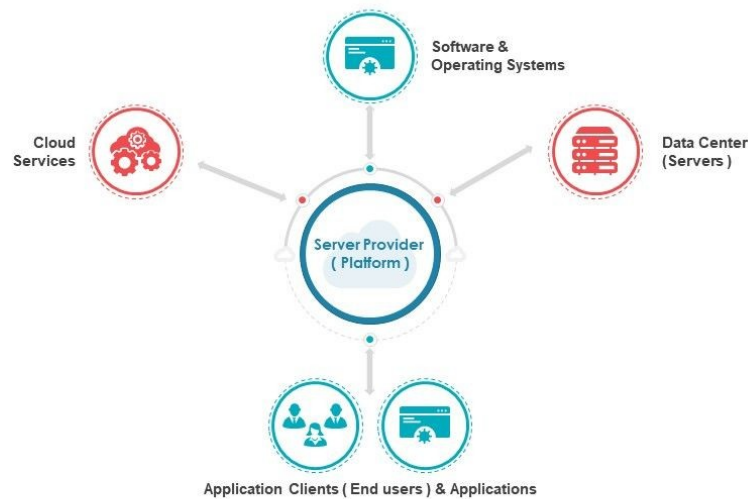 Software &
Operating Systems
Cloud
Services
Data Center
(Servers )
Server Provider
( Platform )
Application Clients ( End users ) & Applications